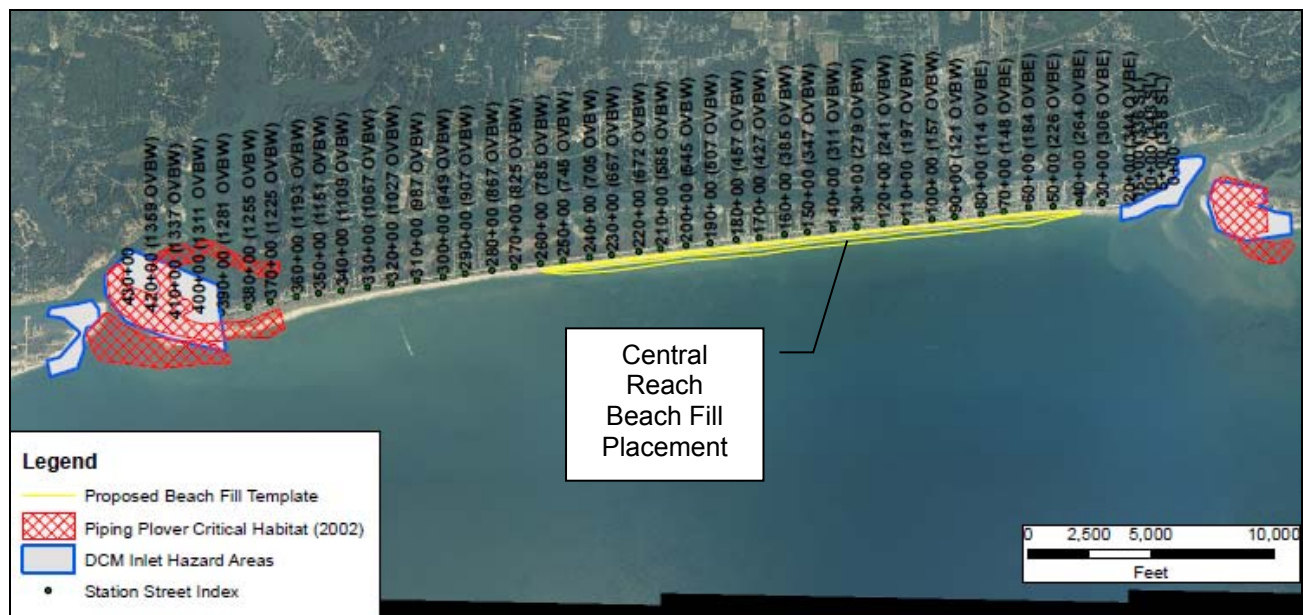 430+00
420+00 (1359 OVBW)
410+00 (1337 OVBW)
400+00 (1311 OVBW)
390+00 (1281 OVBW)
380+00 (1255 OVBW)
370+00 (1225 OVBW)
360+00 (1193 OVBW)
350+00 (1151 OVBW)
340+00 (1109 OVBW)
330+00 (1067 OVBW)
320+00 (1027 OVBW)
310+00 (987 OVBW)
300+00 (949 OVBW)
290+00 (907 OVBW)
280+00 (867 OVBW)
270+00 (825 OVBW)
260+00 (785 OVBW)
250+00 (746 OVBW)
240+00 (705 OVBW)
230+00 (657 OVBW)
220+00 (672 OVBW)
210+00 (585 OVBW)
200+00 (545 OVBW)
190+00 (507 OVBW)
180+00 (457 OVBW)
170+00 (427 OVBW)
160+00 (385 OVBW)
150+00 (347 OVBW)
140+00 (311 OVBW)
130+00 (279 OVBW)
120+00 (241 OVBW)
110+00 (197 OVBW)
100+00 (157 OVBW)
90+00 (121 OVBW)
80+00 (114 OVBE)
70+00 (148 OVBE)
60+00 (184 OVBE)
50+00 (226 OVBE)
40+00 (264 OVBE)
30+00 (306 OVBE)
20+00 (344 OVBE)
0+00
Central
Reach
Beach Fill
Placement
Legend
Proposed Beach Fill Template
Piping Plover Critical Habitat (2002)
DCM Inlet Hazard Areas
Station Street Index
0 2,500 5,000 10,000
Feet